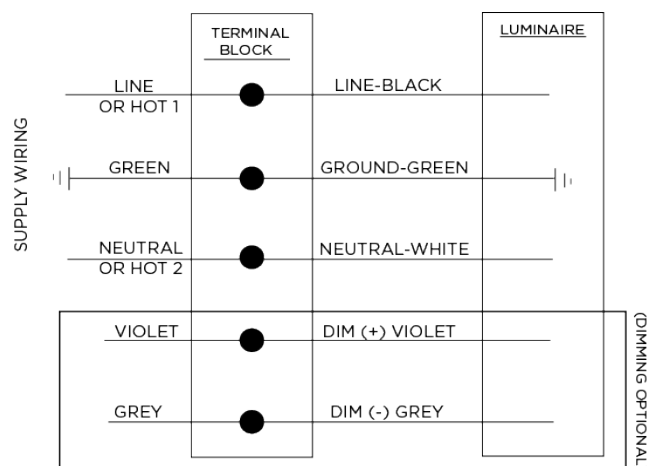 TERMINAL
BLOCK
LUMINAIRE
SUPPLY WIRING
LINE
OR HOT 1
LINE-BLACK
GREEN
GROUND-GREEN
NEUTRAL
OR HOT 2
NEUTRAL-WHITE
VIOLET
DIM (+) VIOLET
GREY
DIM (-) GREY
(DIMMING OPTIONAL